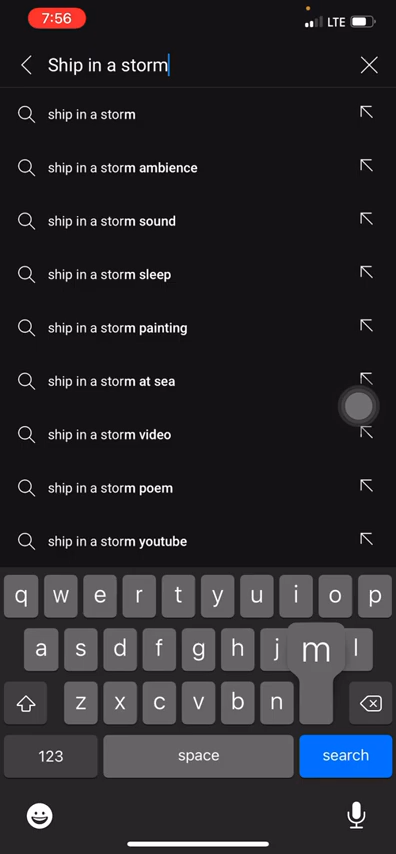 7:56 LTE
Ship in a storm
ship in a storm
ship in a storm ambience
ship in a storm sound
ship in a storm sleep
ship in a storm painting
ship in a storm at sea
ship in a storm video
ship in a storm poem
ship in a storm youtube
q w e r t y u i o p
a s d f g h j m l
z x c v b n
123 space search